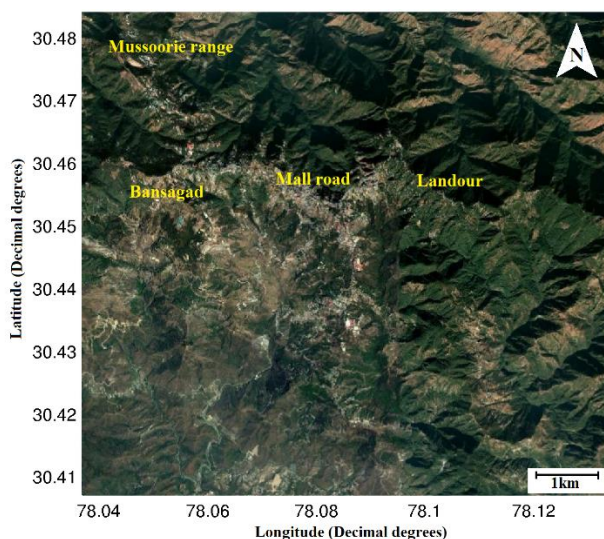 30.48
30.47
30.46
30.45
30.44
30.43
30.42
30.41
Latitude (Decimal degrees)
Mussoorie range
N
Bansagad
Mall road
Landour
1km
78.04
78.06
78.08
78.1
78.12
Longitude (Decimal degrees)